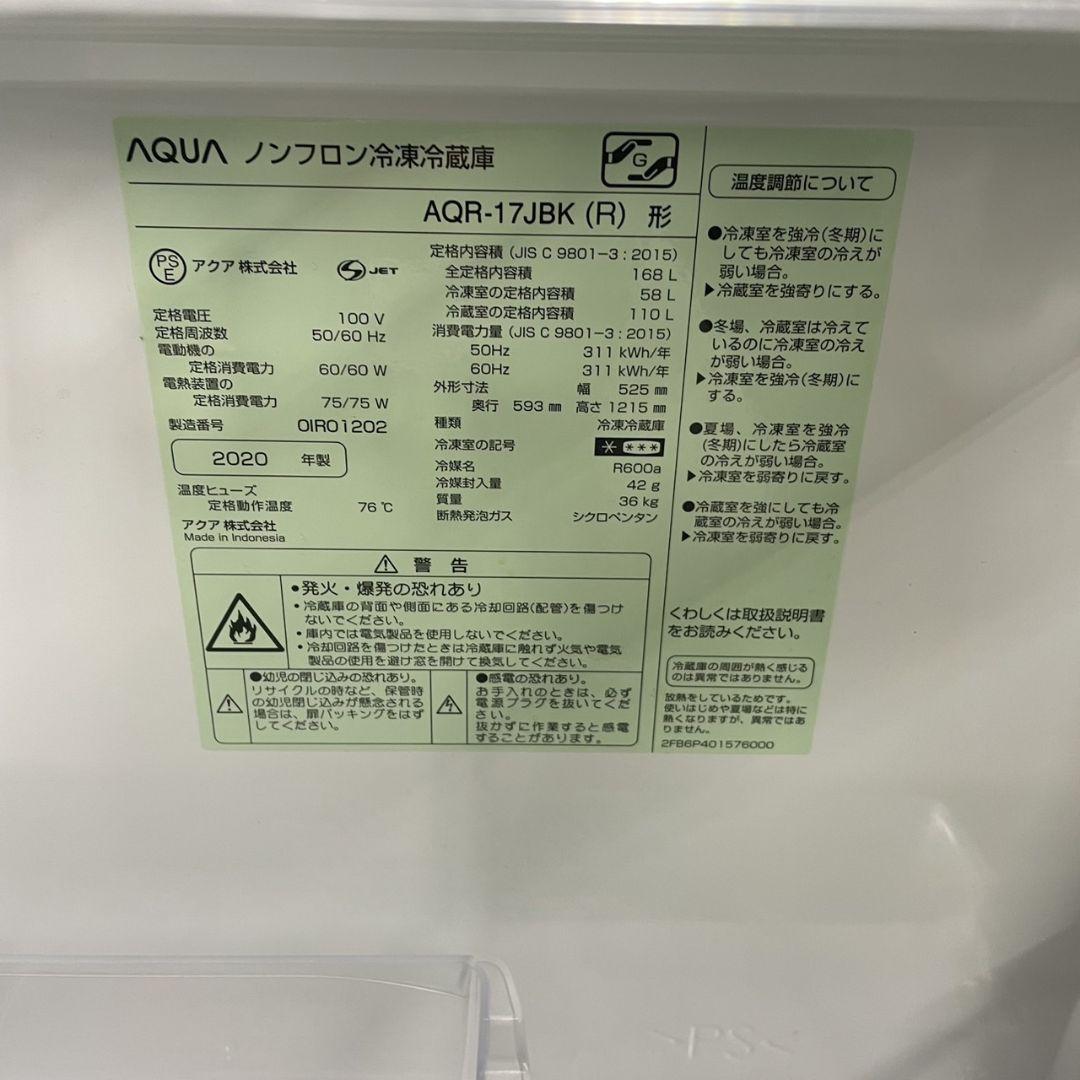 AQUA ノンフロン冷凍冷蔵庫
G
AQR-17JBK (R) 形
PS
E
アクア 株式会社
JET
定格電圧 100 V
定格周波数 50/60 Hz
電動機の
定格消費電力 60/60 W
電熱装置の
定格消費電力 75/75 W
製造番号 OIR01202
2020 年製
温度ヒューズ
定格動作温度 76℃
アクア 株式会社
Made in Indonesia
定格内容積 (JIS C 9801-3 : 2015)
全定格内容積 168 L
冷凍室の定格内容積 58 L
冷蔵室の定格内容積 110 L
消費電力量 (JIS C 9801-3 : 2015)
50Hz 311 kWh/年
60Hz 311 kWh/年
外形寸法 幅 525 mm
奥行 593 mm 高さ 1215 mm
種類 冷凍冷蔵庫
冷凍室の記号 * ***
冷媒名 R600a
冷媒封入量 42 g
質量 36 kg
断熱発泡ガス シクロペンタン
警告
•発火・爆発の恐れあり
•冷蔵庫の背面や側面にある冷却回路(配管)を傷つけ
ないでください。
•庫内では電気製品を使用しないでください。
•冷却回路を傷つけたときは冷蔵庫に触れず火気や電気
製品の使用を避け窓を開けて換気してください。
●幼児の閉じ込みの恐れあり。
リサイクルの時など、保管時
の幼児閉じ込みが懸念される
場合は、扉パッキングをはず
してください。
●感電の恐れあり。
お手入れのときは、必ず
電源プラグを抜いてくだ
さい。
抜かずに作業すると感電
することがあります。
温度調節について
●冷凍室を強冷(冬期)に
しても冷凍室の冷えが
弱い場合。
▶冷蔵室を強寄りにする。
●冬場、冷蔵室は冷えて
いるのに冷凍室の冷え
が弱い場合。
▶冷凍室を強冷(冬期)に
する。
●夏場、冷凍室を強冷
(冬期)にしたら冷蔵室
の冷えが弱い場合。
▶冷凍室を弱寄りに戻す。
●冷蔵室を強にしても冷
蔵室の冷えが弱い場合。
▶冷凍室を弱寄りに戻す。
くわしくは取扱説明書
をお読みください。
冷蔵庫の周囲が熱く感じる
のは異常ではありません。
放熱をしているためです。
使いはじめや夏場などは特に
熱くなりますが、異常ではあ
りません。
2FB6P401576000
>PS<